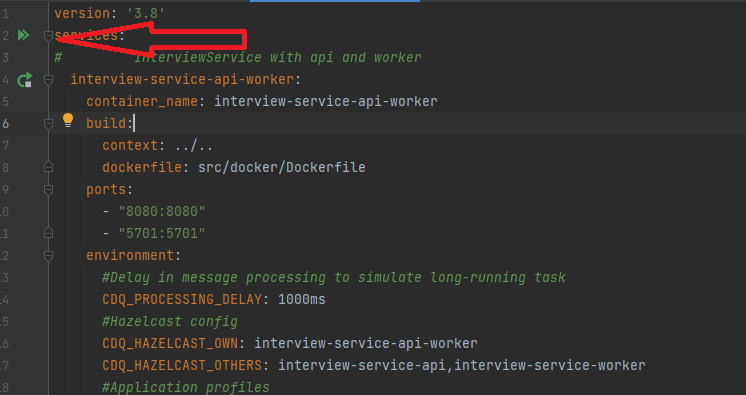 1 version: '3.8'
2 services:
3 # InterviewService with api and worker
4 interview-service-api-worker:
5 container_name: interview-service-api-worker
6 build:
7 context: ../..
8 dockerfile: src/docker/Dockerfile
9 ports:
10 - "8080:8080"
11 - "5701:5701"
12 environment:
13 #Delay in message processing to simulate long-running task
14 CDQ_PROCESSING_DELAY: 1000ms
15 #Hazelcast config
16 CDQ_HAZELCAST_OWN: interview-service-api-worker
17 CDQ_HAZELCAST_OTHERS: interview-service-api,interview-service-worker
18 #Application profiles